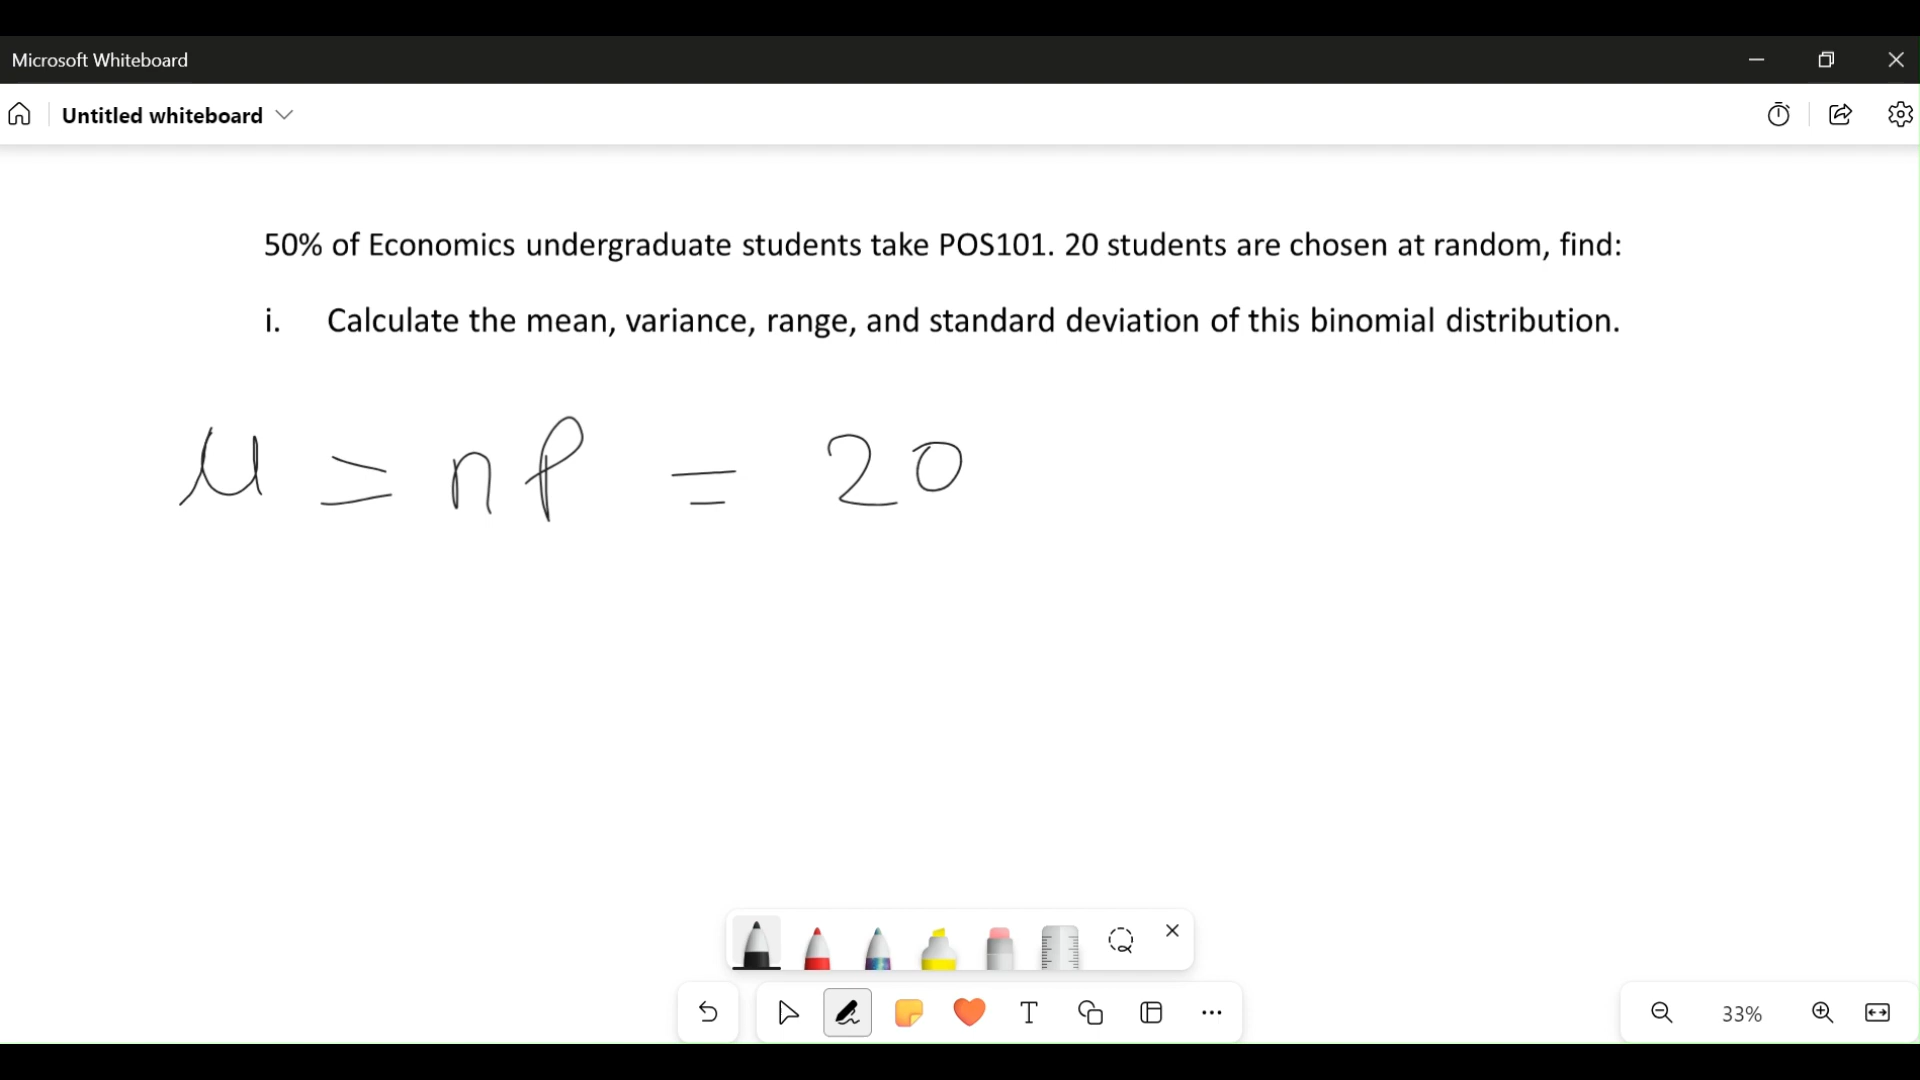 Microsoft Whiteboard
Untitled whiteboard
50% of Economics undergraduate students take POS101. 20 students are chosen at random, find:
i. Calculate the mean, variance, range, and standard deviation of this binomial distribution.
μ = np = 20
T
33%